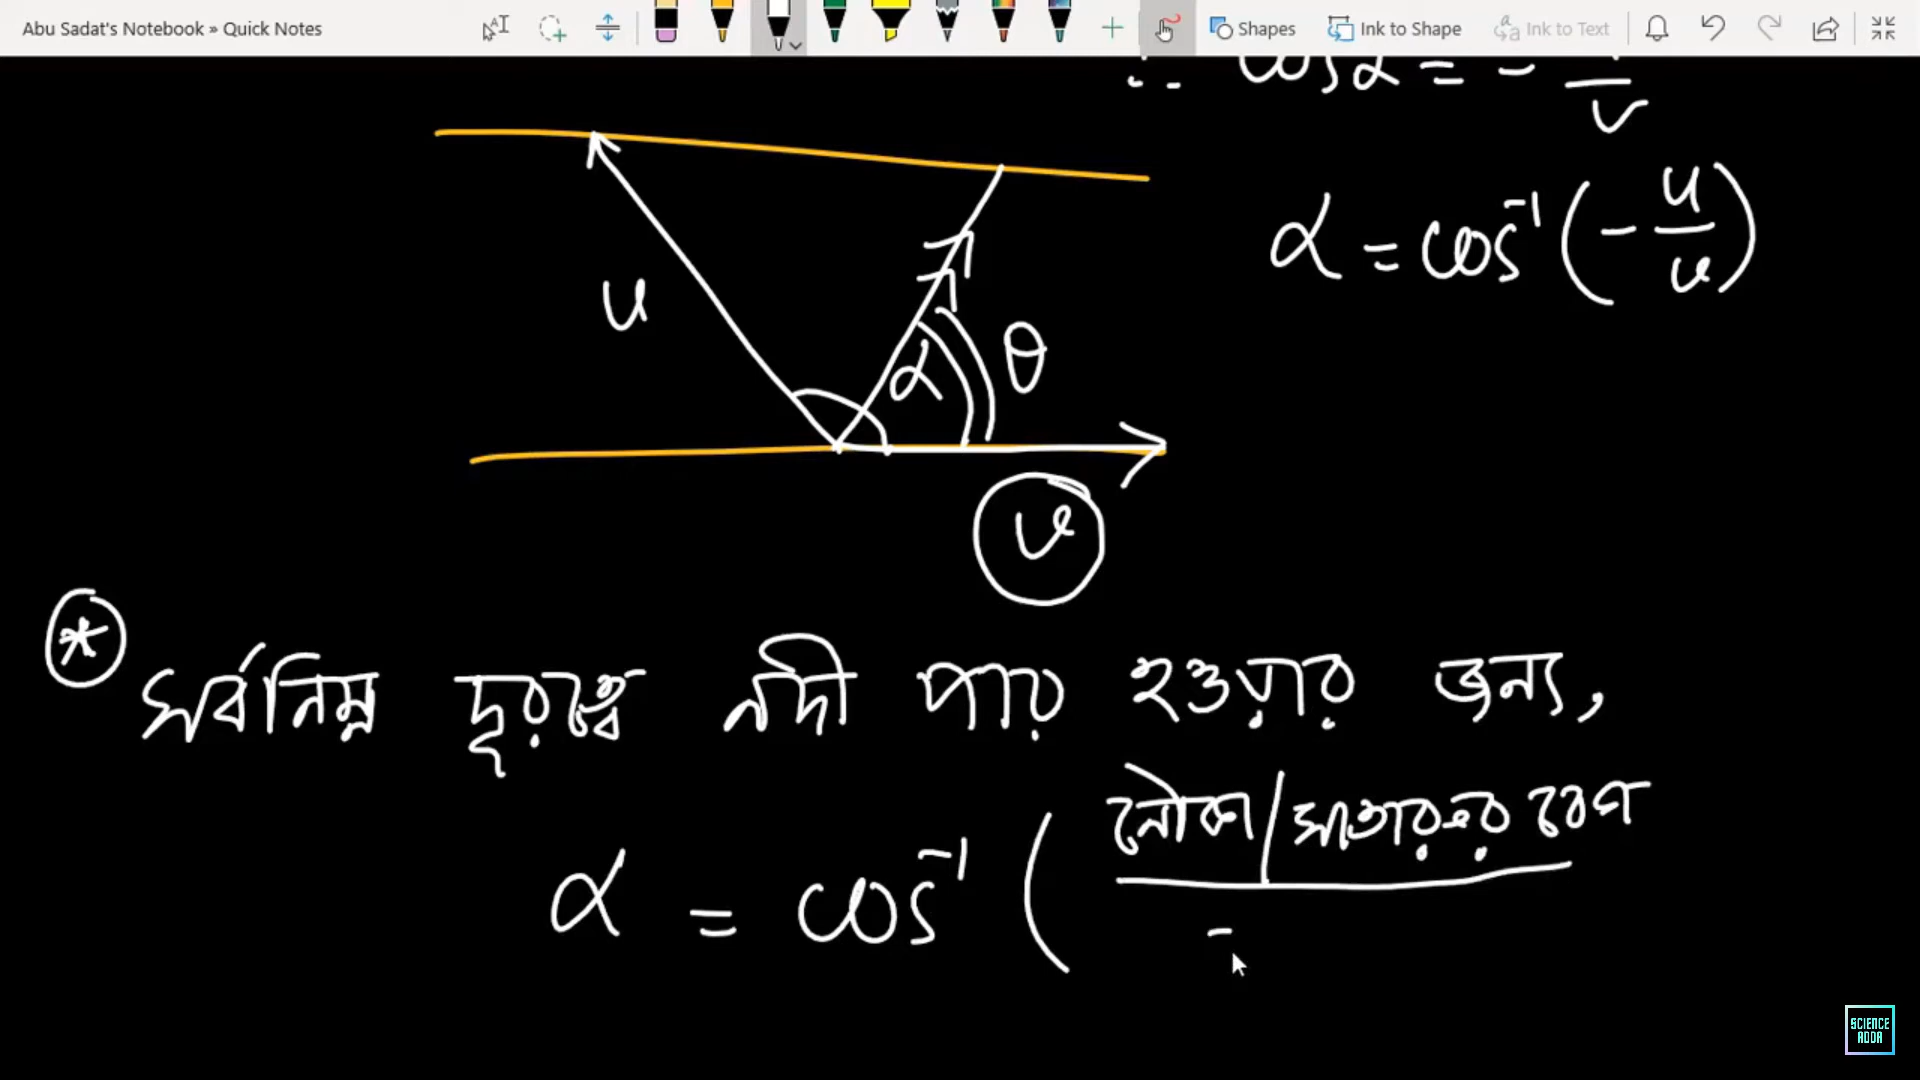 Abu Sadat's Notebook » Quick Notes
Shapes
Ink to Shape
Ink to Text
∴ cosα = -
v
α = cos⁻¹ (- u/v)
u
α
θ
v
* সর্বনিম্ন দূরত্বে নদী পার হওয়ার জন্য,
নৌকা/সাতারুর বেগ
α = cos⁻¹ (
SCIENCE
ADDA